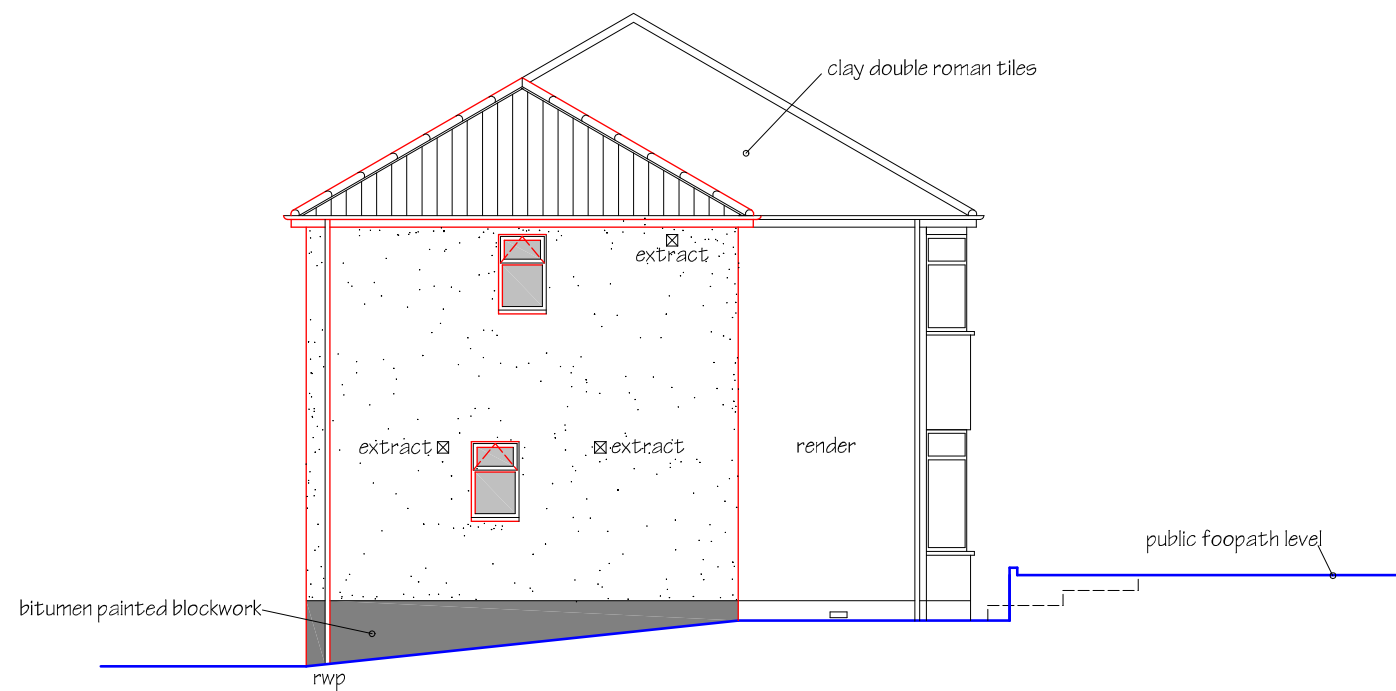 clay double roman tiles
extract
extract
extract
render
public foopath level
bitumen painted blockwork
rwp